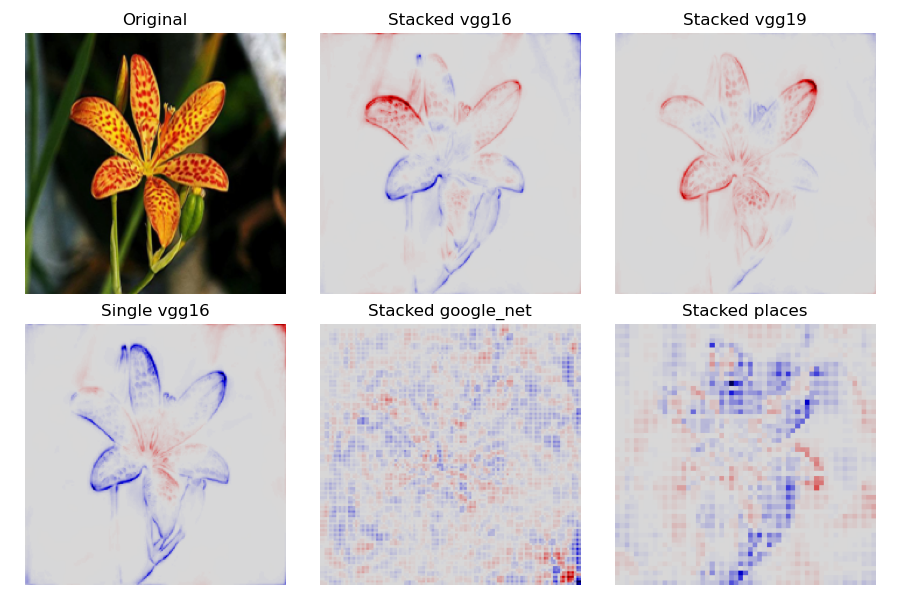 Original
Stacked vgg16
Stacked vgg19
Single vgg16
Stacked google_net
Stacked places